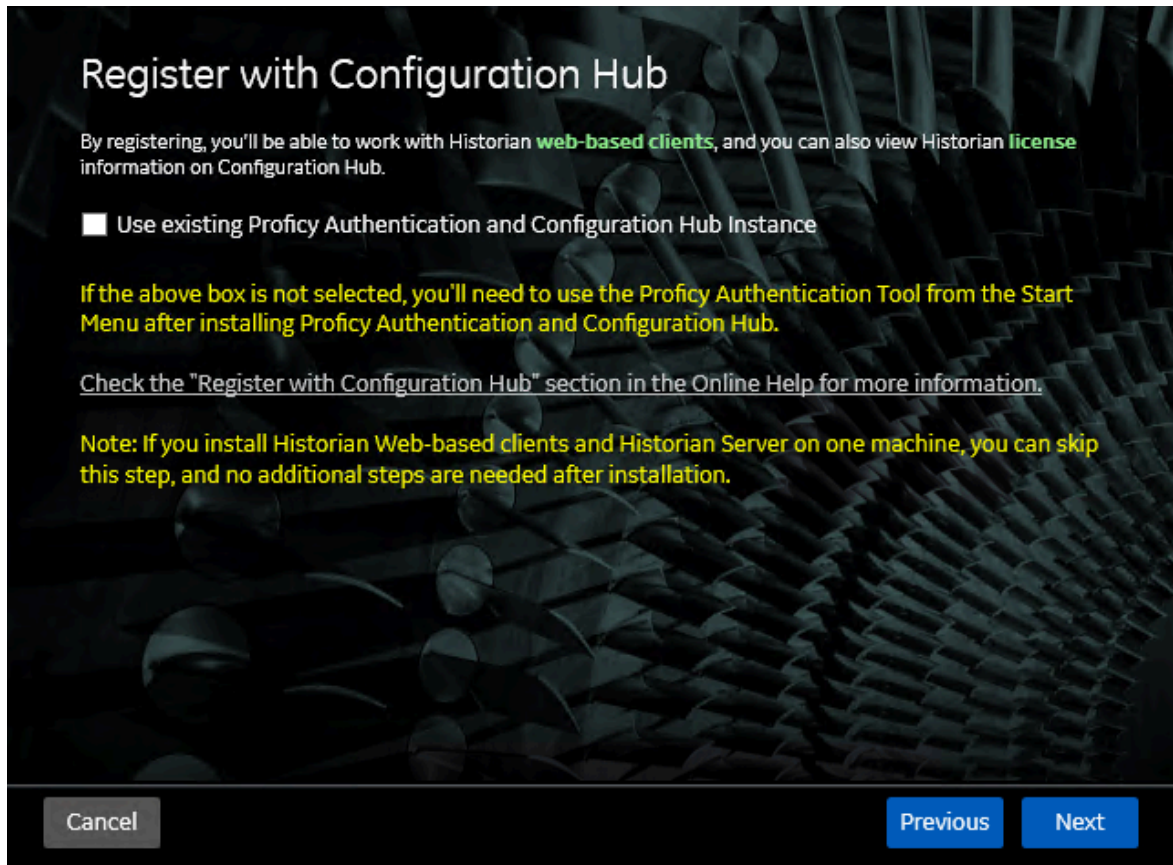 Register with Configuration Hub
By registering, you'll be able to work with Historian web-based clients, and you can also view Historian license
information on Configuration Hub.
Use existing Proficy Authentication and Configuration Hub Instance
If the above box is not selected, you'll need to use the Proficy Authentication Tool from the Start
Menu after installing Proficy Authentication and Configuration Hub.
Check the "Register with Configuration Hub" section in the Online Help for more information.
Note: If you install Historian Web-based clients and Historian Server on one machine, you can skip
this step, and no additional steps are needed after installation.
Cancel
Previous
Next